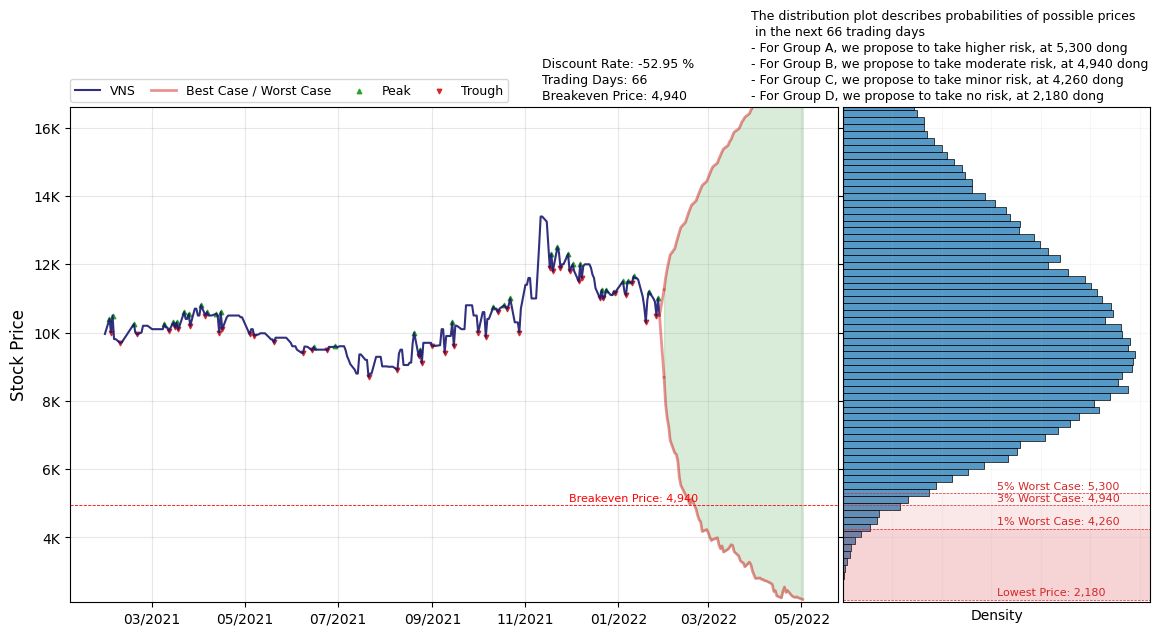 The distribution plot describes probabilities of possible prices
in the next 66 trading days
- For Group A, we propose to take higher risk, at 5,300 dong
- For Group B, we propose to take moderate risk, at 4,940 dong
- For Group C, we propose to take minor risk, at 4,260 dong
- For Group D, we propose to take no risk, at 2,180 dong
Discount Rate: -52.95 %
Trading Days: 66
Breakeven Price: 4,940
VNS
Best Case / Worst Case
Peak
Trough
Stock Price
16K
14K
12K
10K
8K
6K
4K
Breakeven Price: 4,940
03/2021
05/2021
07/2021
09/2021
11/2021
01/2022
03/2022
05/2022
5% Worst Case: 5,300
3% Worst Case: 4,940
1% Worst Case: 4,260
Lowest Price: 2,180
Density